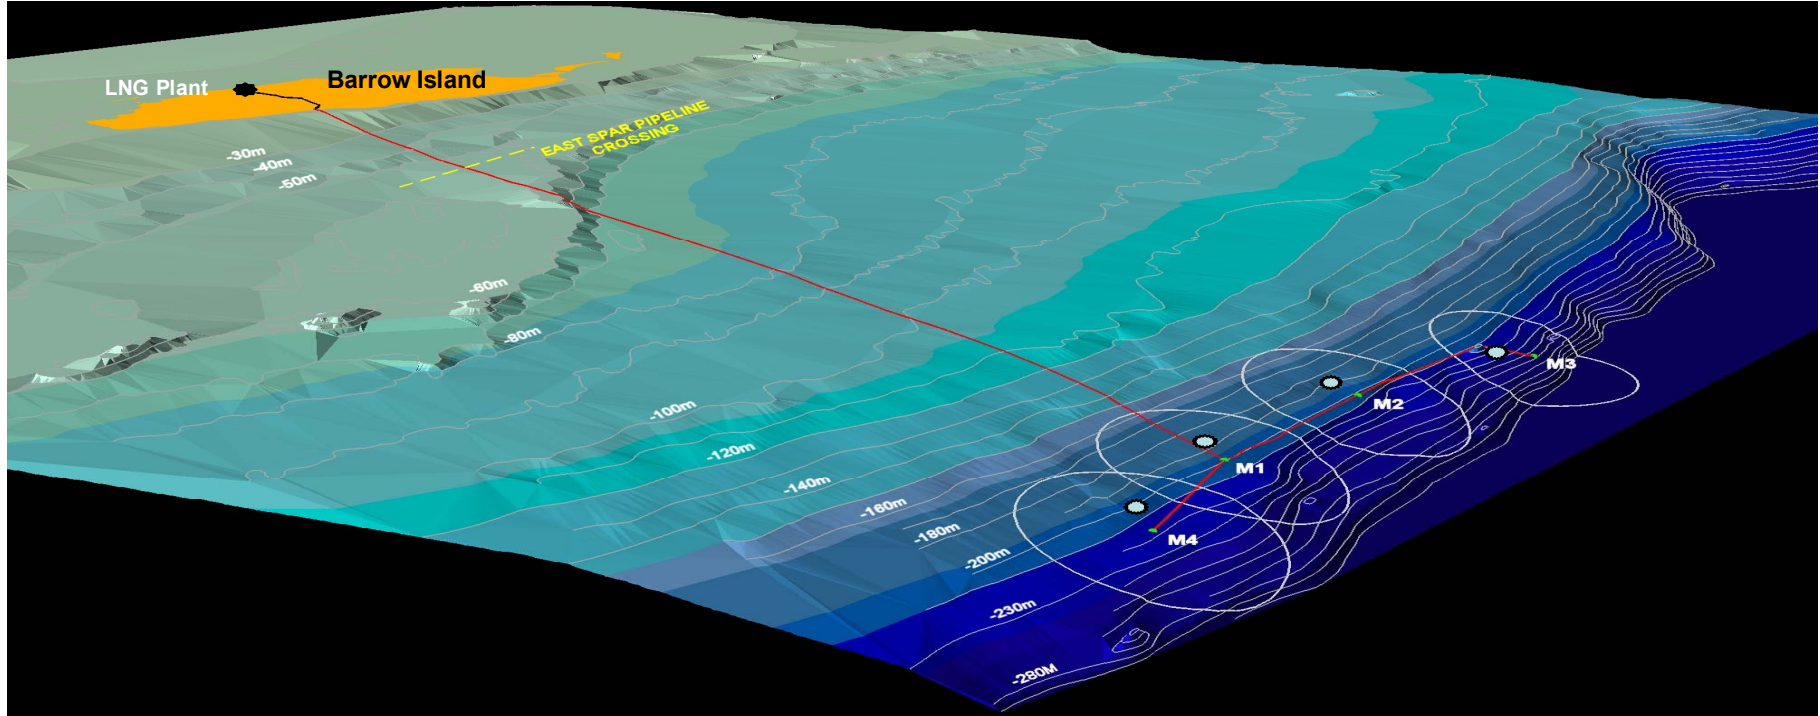 LNG Plant
Barrow Island
EAST SPAR PIPELINE
CROSSING
-30m
-40m
-50m
-60m
-80m
-100m
-120m
-140m
-160m
-180m
-200m
-230m
-280M
M3
M2
M1
M4